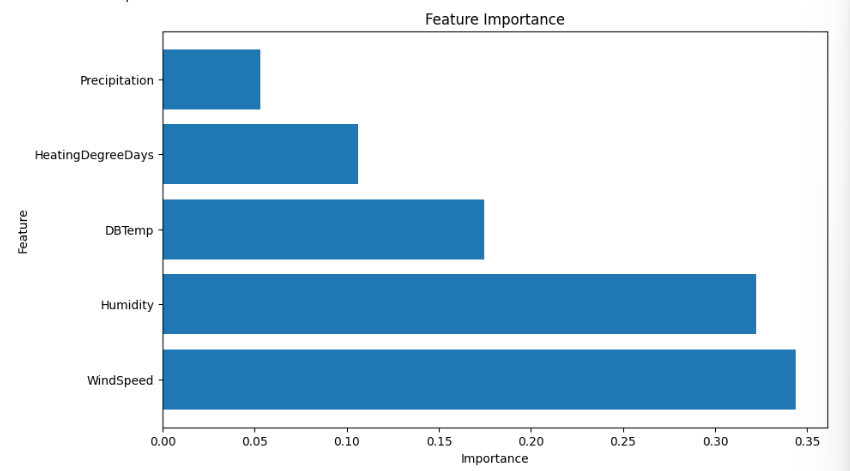 Feature Importance
Precipitation
HeatingDegreeDays
DBTemp
Humidity
WindSpeed
Feature
0.00 0.05 0.10 0.15 0.20 0.25 0.30 0.35
Importance